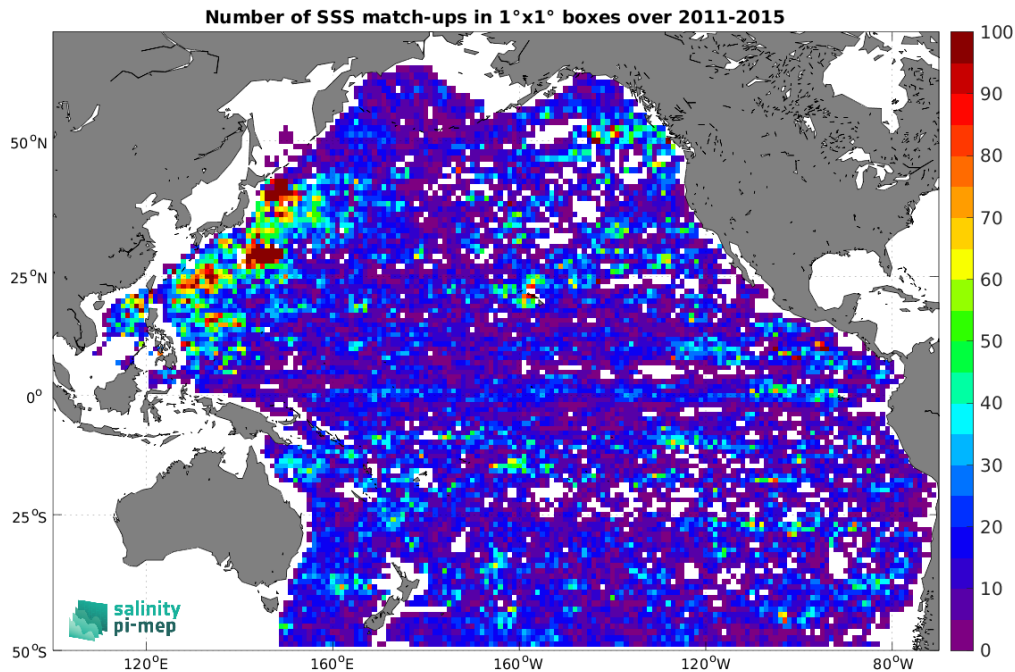 Number of SSS match-ups in 1°x1° boxes over 2011-2015
50°N
25°N
0°
25°S
50°S
120°E
160°E
160°W
120°W
80°W
100
90
80
70
60
50
40
30
20
10
0
salinity
pi-mep